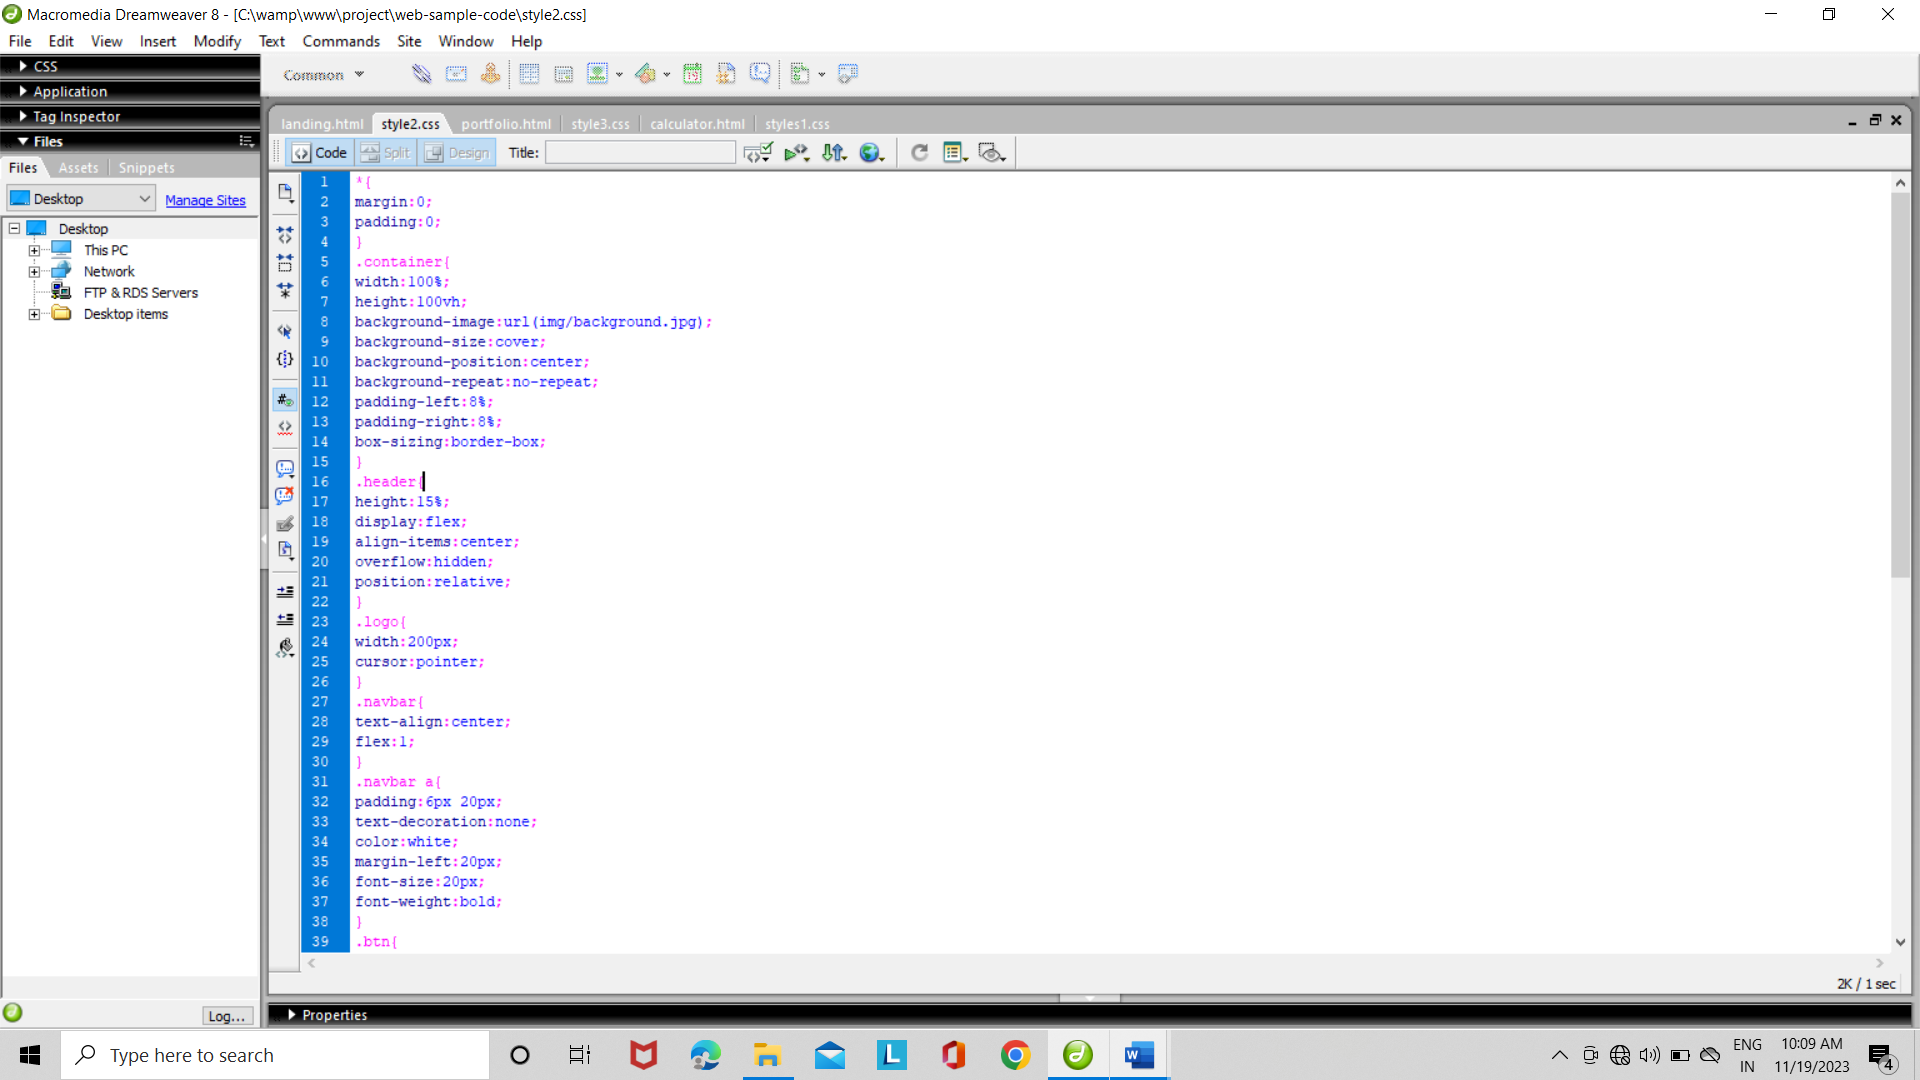 Macromedia Dreamweaver 8 - [C:\wamp\www\project\web-sample-code\style2.css]
File Edit View Insert Modify Text Commands Site Window Help
CSS
Application
Tag Inspector
Files
Files Assets Snippets
Desktop Manage Sites
Desktop
This PC
Network
FTP & RDS Servers
Desktop items
Log...
Common
landing.html style2.css portfolio.html style3.css calculator.html styles1.css
Code Split Design Title:
1 *{
2 margin:0;
3 padding:0;
4 }
5 .container{
6 width:100%;
7 height:100vh;
8 background-image:url(img/background.jpg);
9 background-size:cover;
10 background-position:center;
11 background-repeat:no-repeat;
12 padding-left:8%;
13 padding-right:8%;
14 box-sizing:border-box;
15 }
16 .header{
17 height:15%;
18 display:flex;
19 align-items:center;
20 overflow:hidden;
21 position:relative;
22 }
23 .logo{
24 width:200px;
25 cursor:pointer;
26 }
27 .navbar{
28 text-align:center;
29 flex:1;
30 }
31 .navbar a{
32 padding:6px 20px;
33 text-decoration:none;
34 color:white;
35 margin-left:20px;
36 font-size:20px;
37 font-weight:bold;
38 }
39 .btn{
2K / 1 sec
Properties
Type here to search
ENG
IN
10:09 AM
11/19/2023
4